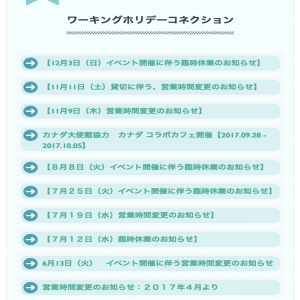 ワーキングホリデーコネクション
【12月3日（日）イベント開催に伴う臨時休業のお知らせ】
【11月11日（土）貸切に伴う、営業時間変更のお知らせ】
【11月9日（木）営業時間変更のお知らせ】
カナダ大使館協力　カナダ コラボカフェ開催【2017.09.28 -
2017.10.05】
【８月８日（火）イベント開催に伴う臨時休業のお知らせ】
【７月２５日（火）イベント開催に伴う営業時間変更のお知らせ】
【７月１９日（水）営業時間変更のお知らせ】
【７月１２日（水）臨時休業のお知らせ】
6月13日（火）　イベント開催に伴う営業時間変更のお知らせ
営業時間変更のお知らせ：２０１７年４月より